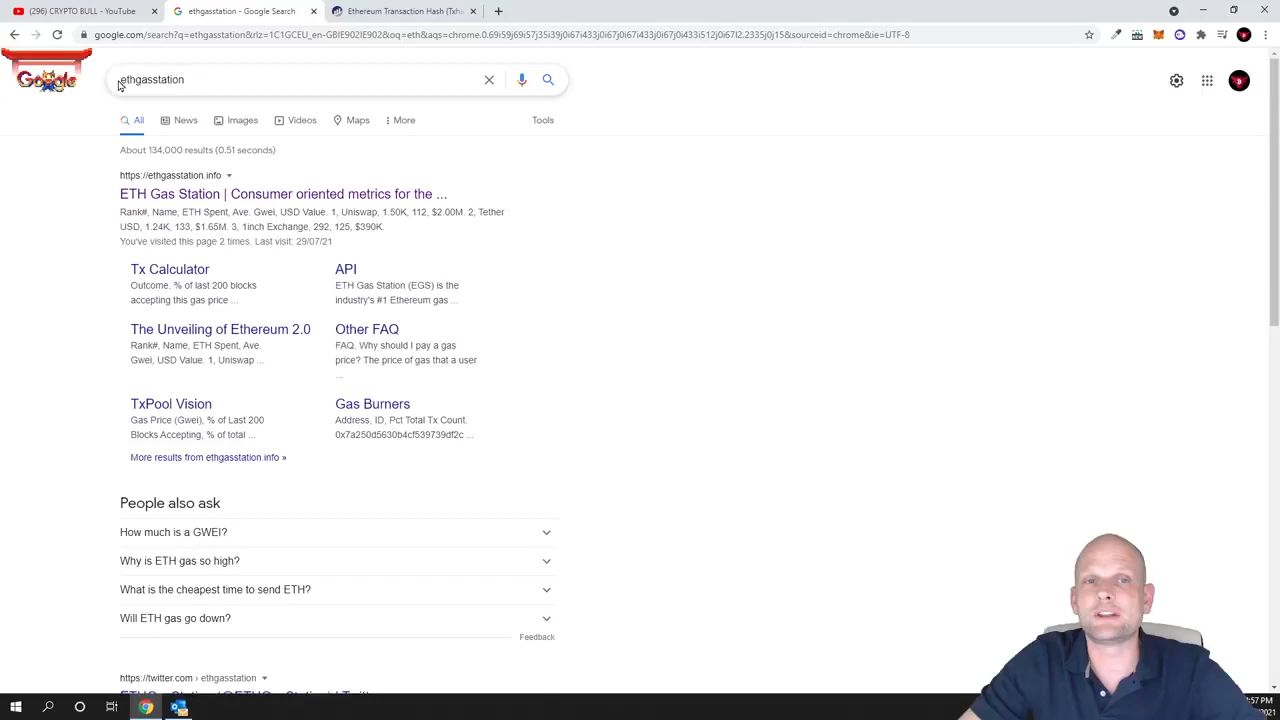 (296) CRYPTO BULL - YouTube
ethgasstation - Google Search
Ethereum Transaction Hash (Txh
google.com/search?q=ethgasstation&rlz=1C1GCEU_en-GBIE902IE902&oq=eth&aqs=chrome.0.69i59j69i57j35i39j0i67i433j0i67j0i67i433j0i67j0i433i512j0i67l2.2335j0j15&sourceid=chrome&ie=UTF-8
Google
ethgasstation
All
News
Images
Videos
Maps
More
Tools
About 134,000 results (0.51 seconds)
https://ethgasstation.info
ETH Gas Station | Consumer oriented metrics for the ...
Rank#, Name, ETH Spent, Ave. Gwei, USD Value. 1, Uniswap, 1.50K, 112, $2.00M. 2, Tether
USD, 1.24K, 133, $1.65M. 3, 1inch Exchange, 292, 125, $390K.
You've visited this page 2 times. Last visit: 29/07/21
Tx Calculator
Outcome. % of last 200 blocks
accepting this gas price ...
API
ETH Gas Station (EGS) is the
industry's #1 Ethereum gas ...
The Unveiling of Ethereum 2.0
Rank#, Name, ETH Spent, Ave.
Gwei, USD Value. 1, Uniswap ...
Other FAQ
FAQ. Why should I pay a gas
price? The price of gas that a user
...
TxPool Vision
Gas Price (Gwei), % of Last 200
Blocks Accepting, % of total ...
Gas Burners
Address, ID, Pct Total Tx Count.
0x7a250d5630b4cf539739df2c ...
More results from ethgasstation.info »
People also ask
How much is a GWEI?
Why is ETH gas so high?
What is the cheapest time to send ETH?
Will ETH gas go down?
Feedback
https://twitter.com › ethgasstation